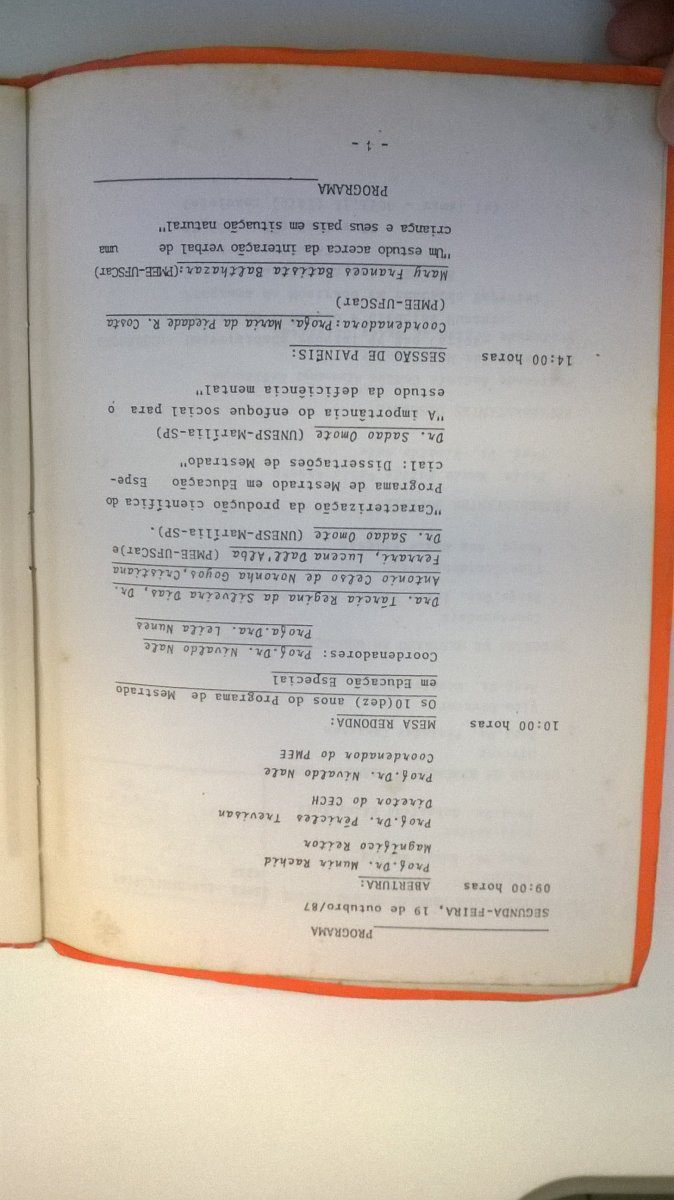 PROGRAMA
SEGUNDA-FEIRA, 19 de outubro/87
09:00 horas ABERTURA:
Prof.Dr. Munir Rachid
Magnífico Reitor
Prof.Dr. Péricles Trevisan
Diretor do CECH
Prof.Dr. Nivaldo Nale
Coordenador do PMEE
10:00 horas MESA REDONDA:
Os 10(dez) anos do Programa de Mestrado
em Educação Especial
Coordenadores: Prof.Dr. Nivaldo Nale
Profa.Dra. Leila Nunes
Dra. Tárcia Regina da Silveira Dias, Dr.
Antonio Celso de Noronha Goyos, Cristiana
Ferrari, Lucena Dall'Alba (PMEE-UFSCar)e
Dr. Sadao Omote (UNESP-Marília-SP).
"Caracterização da produção científica do
Programa de Mestrado em Educação Espe-
cial: Dissertações de Mestrado"
Dr. Sadao Omote (UNESP-Marília-SP)
"A importância do enfoque social para o
estudo da deficiência mental"
14:00 horas SESSÃO DE PAINÉIS:
Coordenadora: Profa. Maria da Piedade R. Costa
(PMEE-UFSCar)
Mary Frances Batista Balthazar:(PMEE-UFSCar)
"Um estudo acerca da interação verbal de uma
criança e seus pais em situação natural"
PROGRAMA
- 1 -